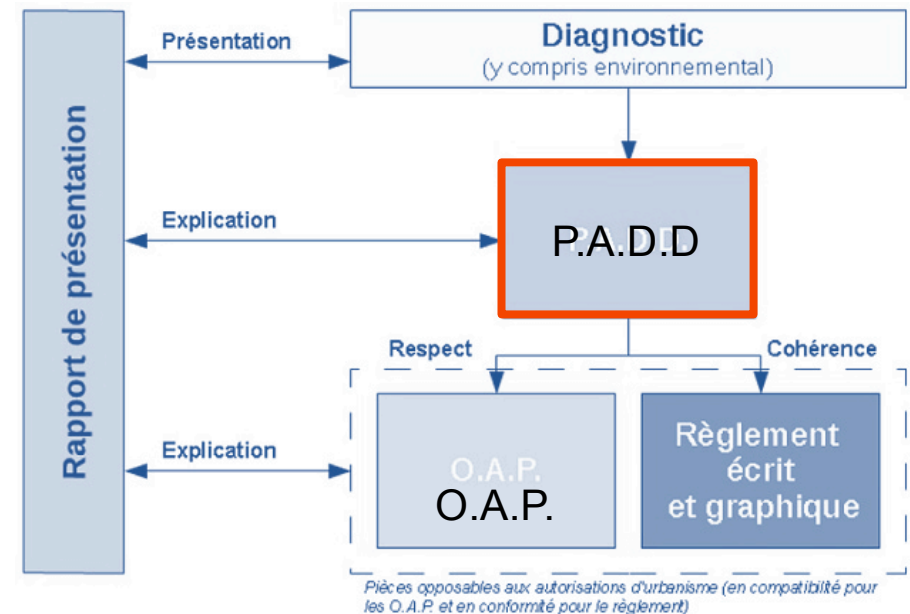 Rapport de présentation
Présentation
Diagnostic
(y compris environnemental)
Explication
P.A.D.D.
P.A.D.D
Respect
Cohérence
Explication
O.A.P.
O.A.P.
Règlement
écrit
et graphique
Pièces opposables aux autorisations d'urbanisme (en compatibilité pour
les O.A.P. et en conformité pour le règlement)